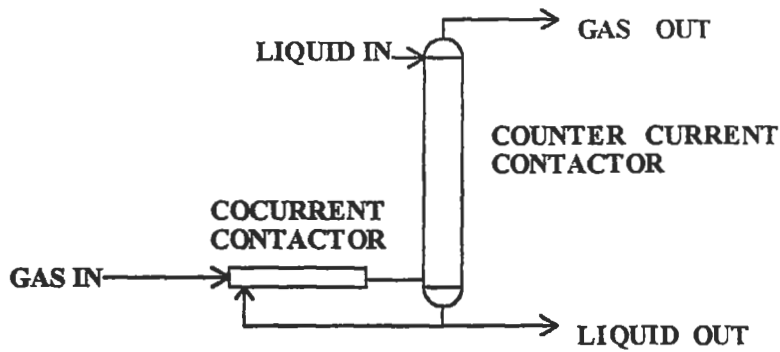 GAS OUT
LIQUID IN
COUNTER CURRENT
CONTACTOR
COCURRENT
CONTACTOR
GAS IN
LIQUID OUT